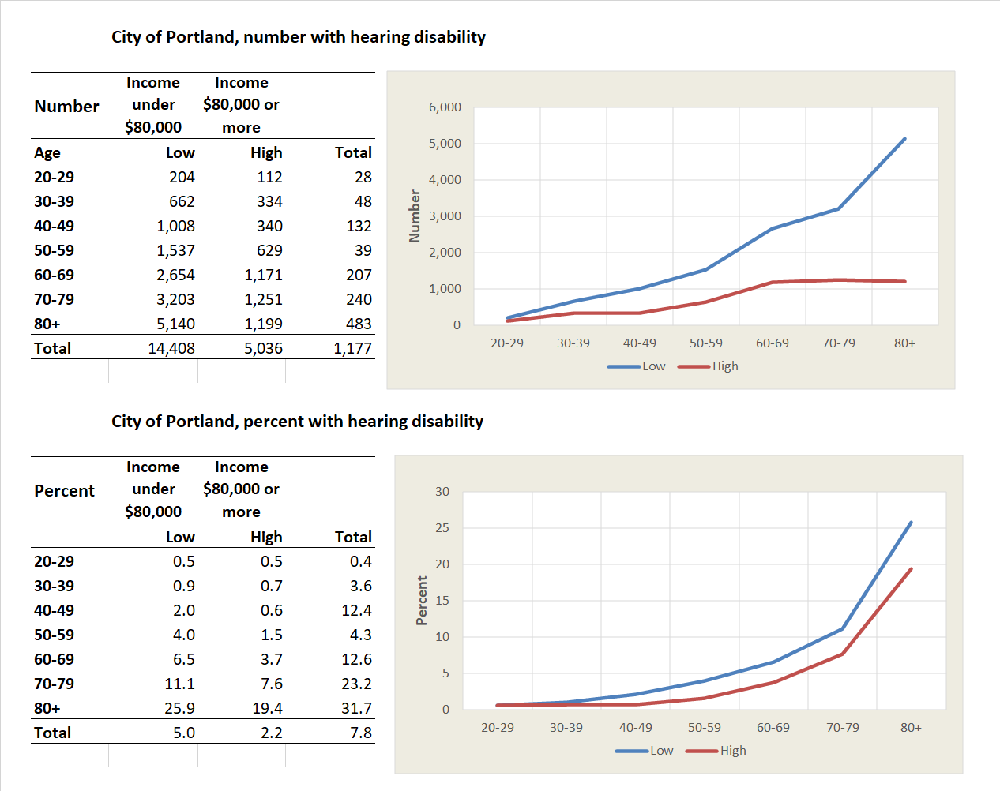 City of Portland, number with hearing disability
Number Income under $80,000 Income $80,000 or more
Age Low High Total
20-29 204 112 28
30-39 662 334 48
40-49 1,008 340 132
50-59 1,537 629 39
60-69 2,654 1,171 207
70-79 3,203 1,251 240
80+ 5,140 1,199 483
Total 14,408 5,036 1,177
Number
6,000
5,000
4,000
3,000
2,000
1,000
0
20-29 30-39 40-49 50-59 60-69 70-79 80+
Low High
City of Portland, percent with hearing disability
Percent Income under $80,000 Income $80,000 or more
Low High Total
20-29 0.5 0.5 0.4
30-39 0.9 0.7 3.6
40-49 2.0 0.6 12.4
50-59 4.0 1.5 4.3
60-69 6.5 3.7 12.6
70-79 11.1 7.6 23.2
80+ 25.9 19.4 31.7
Total 5.0 2.2 7.8
Percent
30
25
20
15
10
5
0
20-29 30-39 40-49 50-59 60-69 70-79 80+
Low High